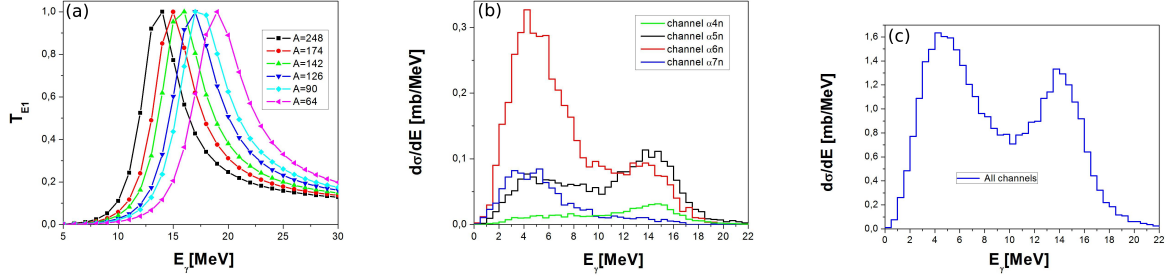 (a)
A=248
A=174
A=142
A=126
A=90
A=64
T_E1
1,0
0,8
0,6
0,4
0,2
0,0
5 10 15 20 25 30
E_γ[MeV]
(b)
channel α4n
channel α5n
channel α6n
channel α7n
dσ/dE [mb/MeV]
0,3
0,2
0,1
0,0
0 2 4 6 8 10 12 14 16 18 20 22
E_γ[MeV]
(c)
All channels
dσ/dE [mb/MeV]
1,6
1,4
1,2
1,0
0,8
0,6
0,4
0,2
0,0
0 2 4 6 8 10 12 14 16 18 20 22
E_γ[MeV]